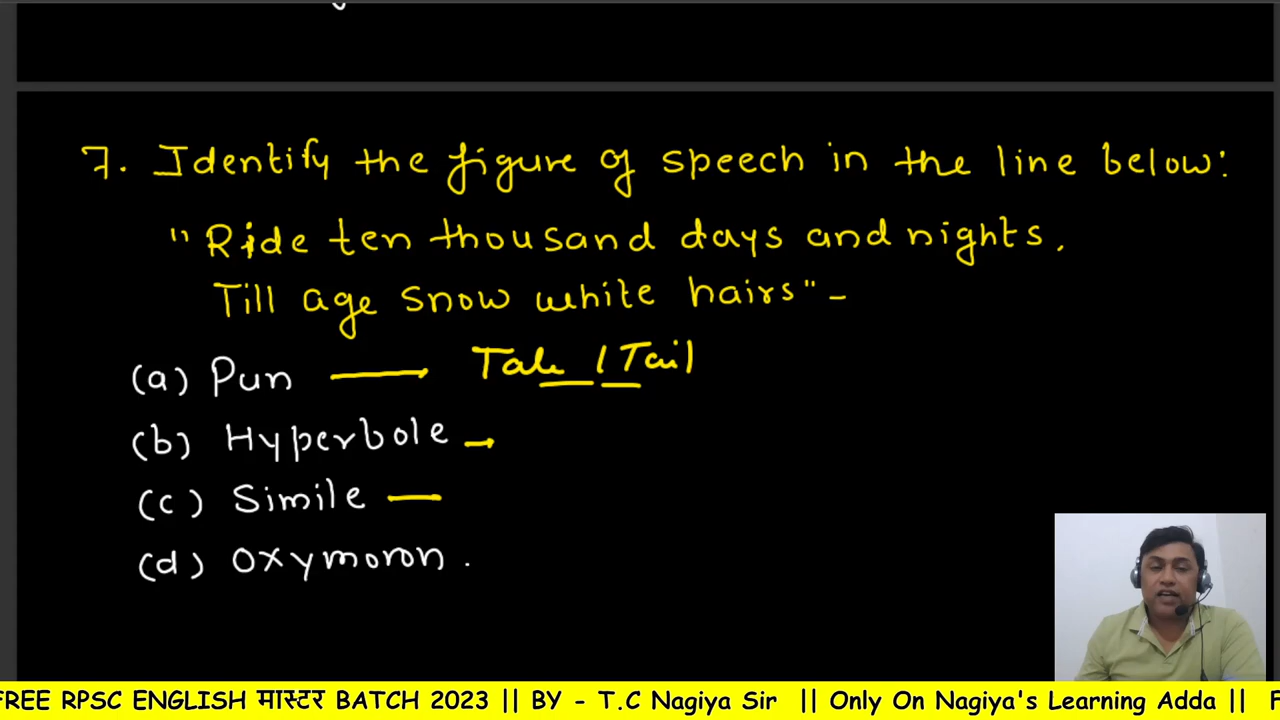 7. Identify the figure of speech in the line below:
"Ride ten thousand days and nights.
Till age snow white hairs" -
(a) Pun — Tale / Tail
(b) Hyperbole -
(c) Simile —
(d) Oxymoron.
FREE RPSC ENGLISH मास्टर BATCH 2023 || BY - T.C Nagiya Sir || Only On Nagiya's Learning Adda || F